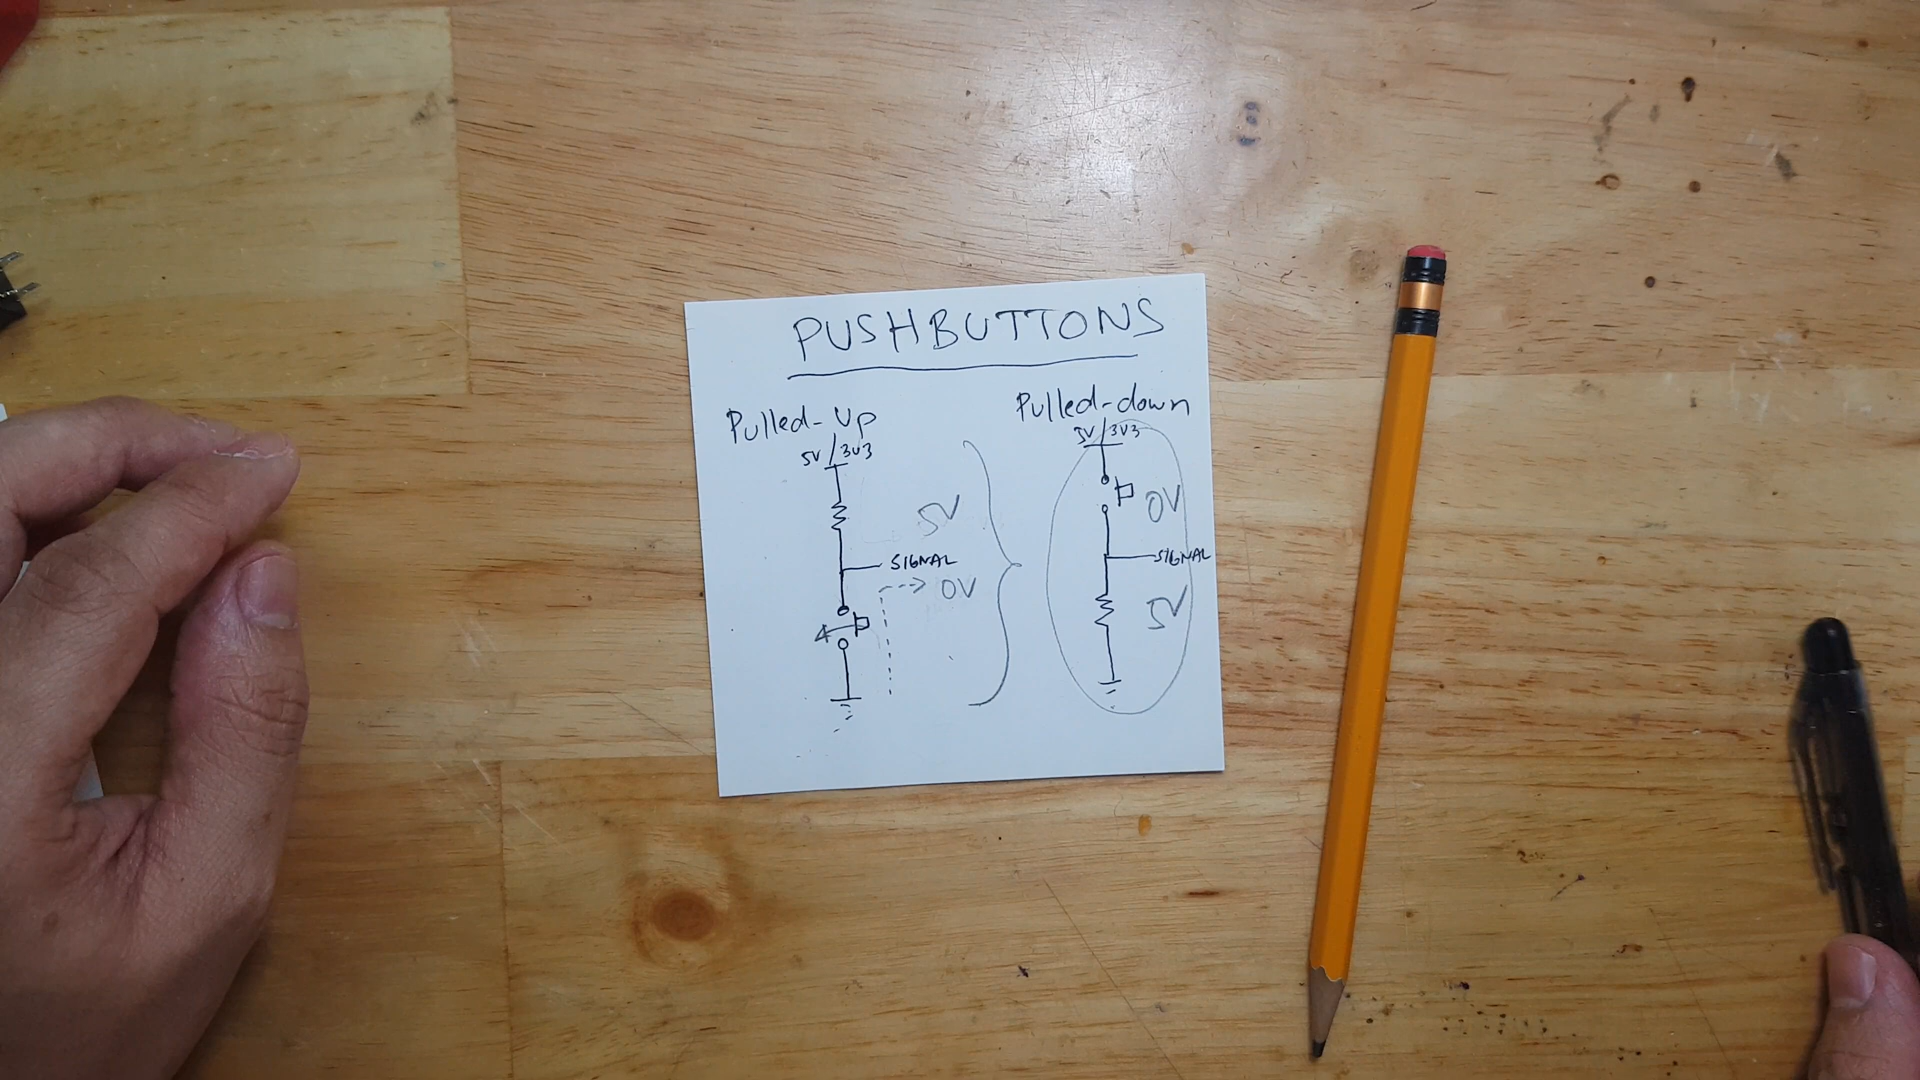 PUSHBUTTONS
Pulled-Up
5V / 3V3
5V
SIGNAL
0V
Pulled-down
5V / 3V3
0V
SIGNAL
5V